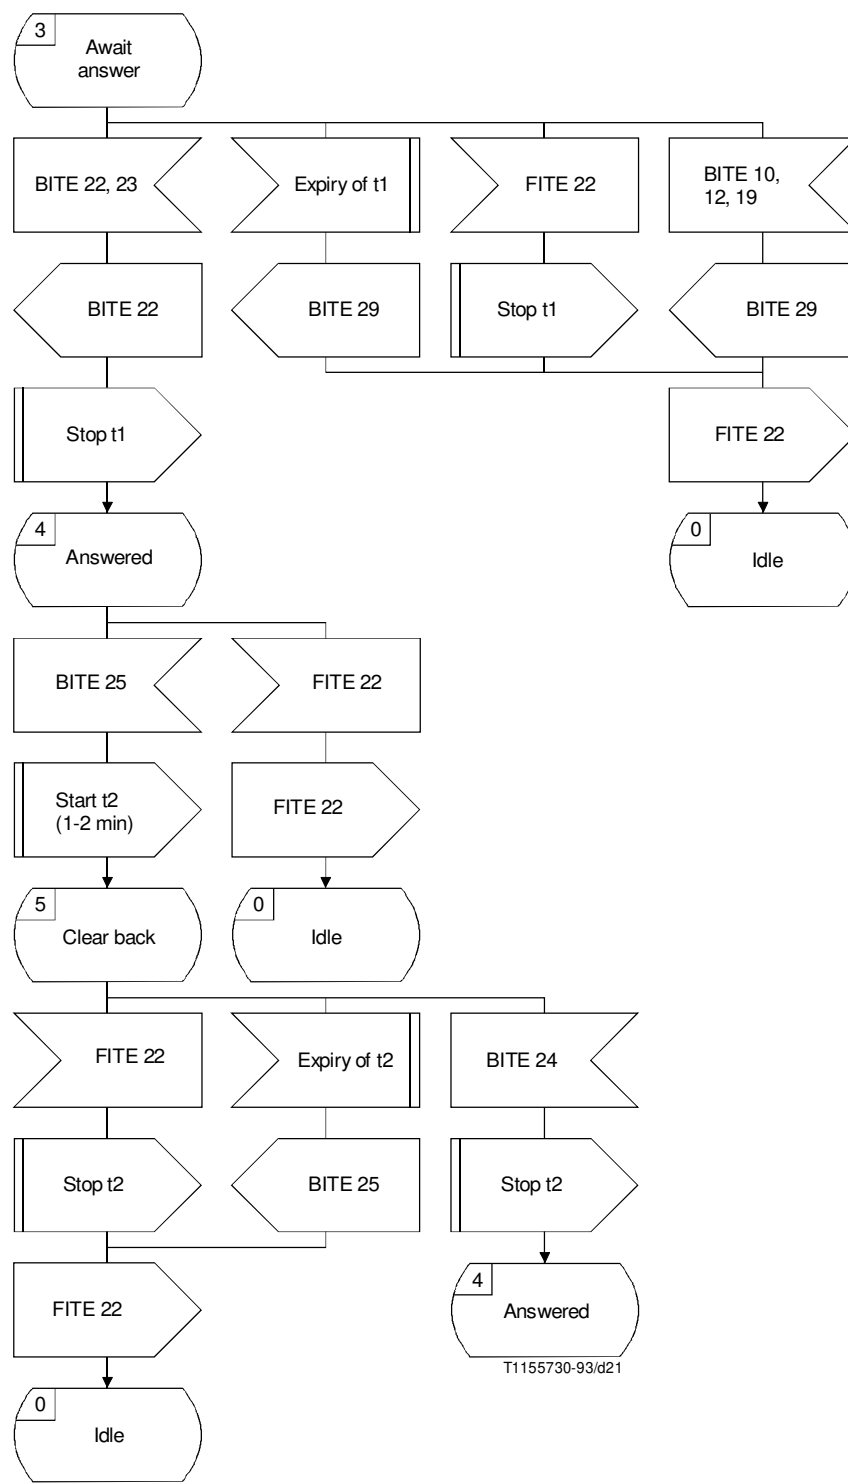 3
Await
answer
BITE 22, 23
Expiry of t1
FITE 22
BITE 10,
12, 19
BITE 22
BITE 29
Stop t1
BITE 29
Stop t1
FITE 22
4
Answered
0
Idle
BITE 25
FITE 22
Start t2
(1-2 min)
FITE 22
5
Clear back
0
Idle
FITE 22
Expiry of t2
BITE 24
Stop t2
BITE 25
Stop t2
FITE 22
4
Answered
T1155730-93/d21
0
Idle